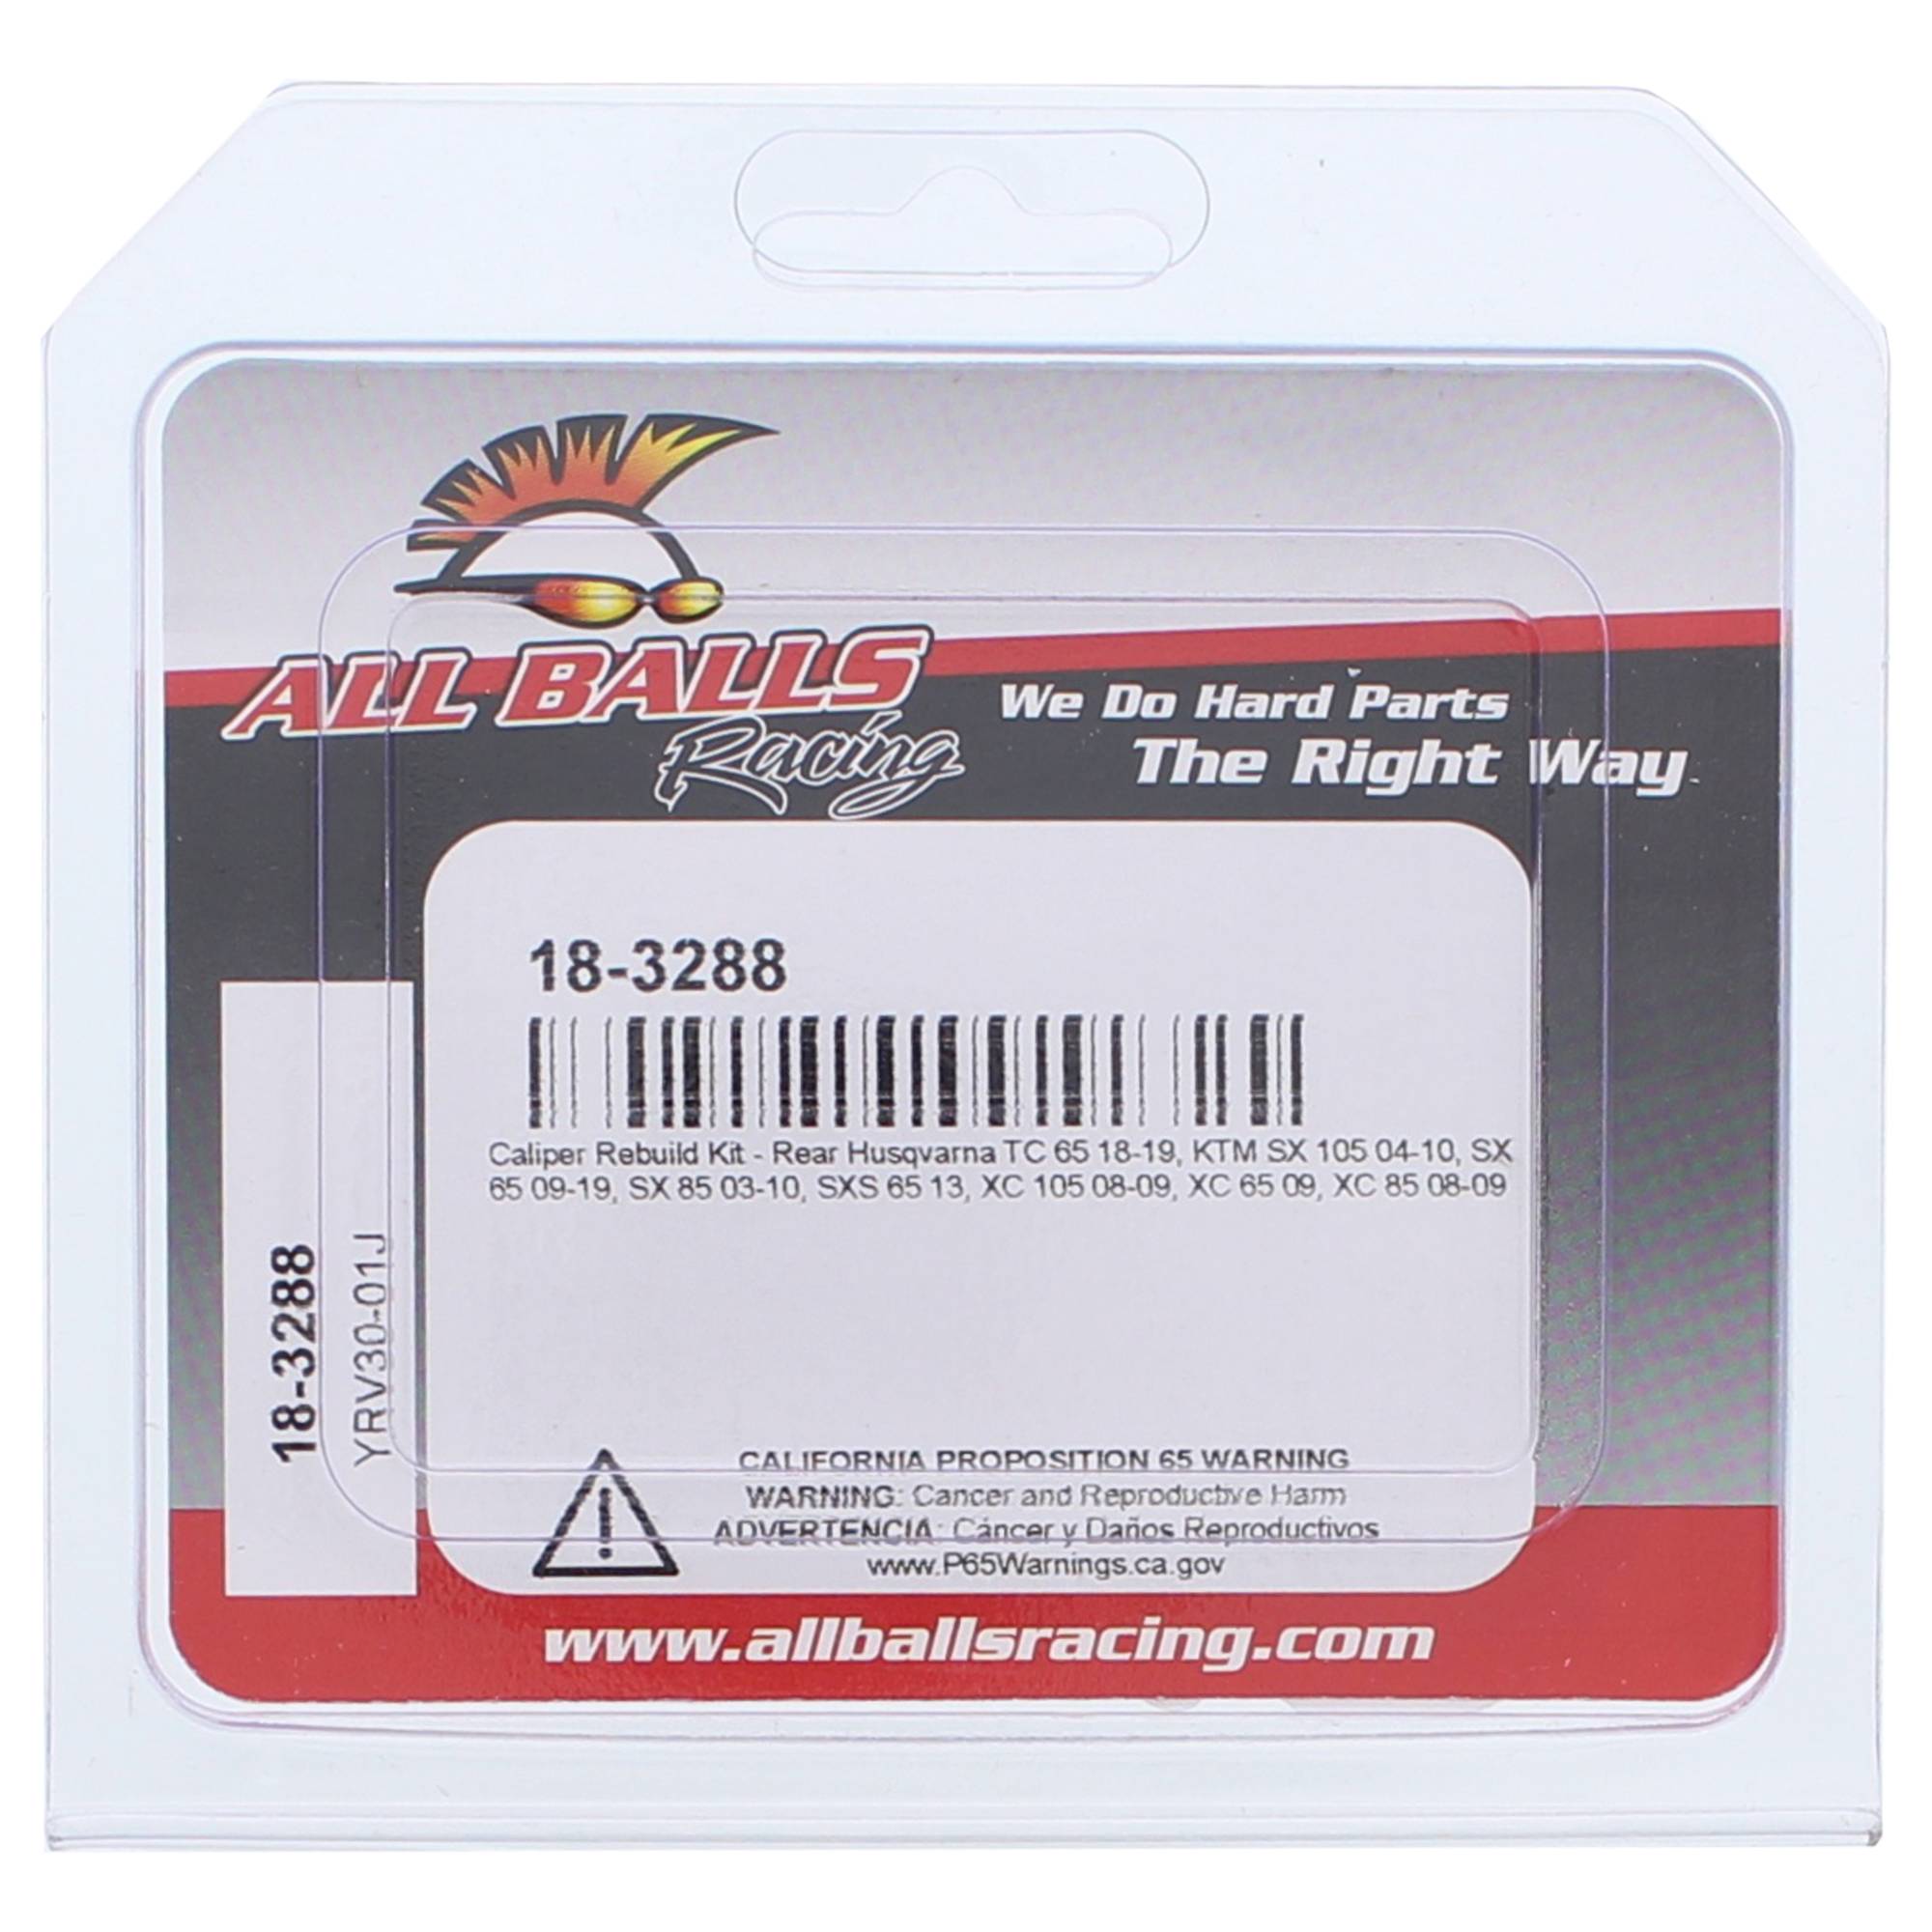 ALL BALLS
Racing
We Do Hard Parts
The Right Way
18-3288
Caliper Rebuild Kit - Rear Husqvarna TC 65 18-19, KTM SX 105 04-10, SX
65 09-19, SX 85 03-10, SXS 65 13, XC 105 08-09, XC 65 09, XC 85 08-09
18-3288
YRV30-01J
CALIFORNIA PROPOSITION 65 WARNING
WARNING: Cancer and Reproductive Harm
ADVERTENCIA: Cáncer y Daños Reproductivos
www.P65Warnings.ca.gov
www.allballsracing.com